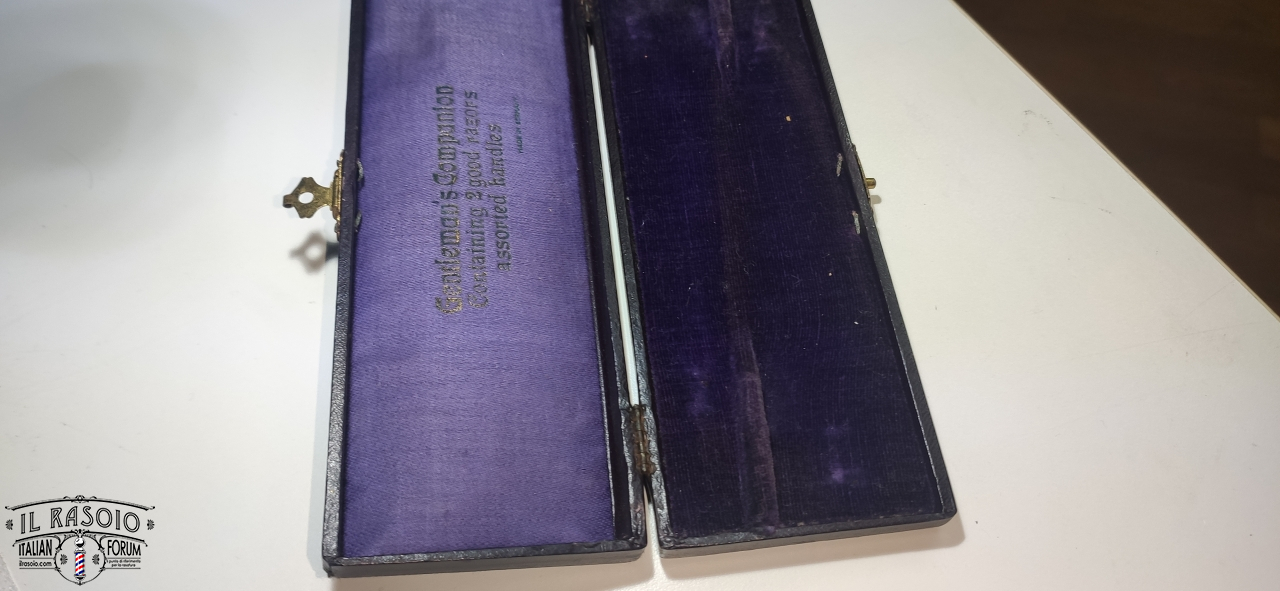 Gentleman's Companion
Containing 2 good razors
assorted handles
IL RASOIO
ITALIAN FORUM
ilrasoio.com